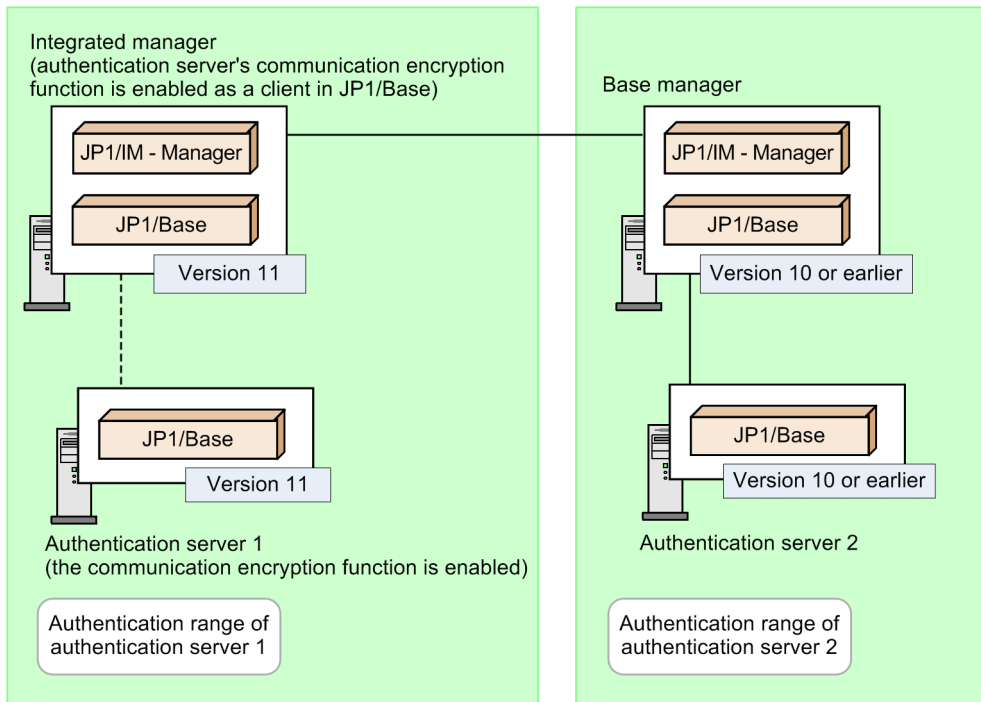 Integrated manager
(authentication server's communication encryption
function is enabled as a client in JP1/Base)
JP1/IM - Manager
JP1/Base
Version 11
JP1/Base
Version 11
Authentication server 1
(the communication encryption function is enabled)
Authentication range of
authentication server 1
Base manager
JP1/IM - Manager
JP1/Base
Version 10 or earlier
JP1/Base
Version 10 or earlier
Authentication server 2
Authentication range of
authentication server 2